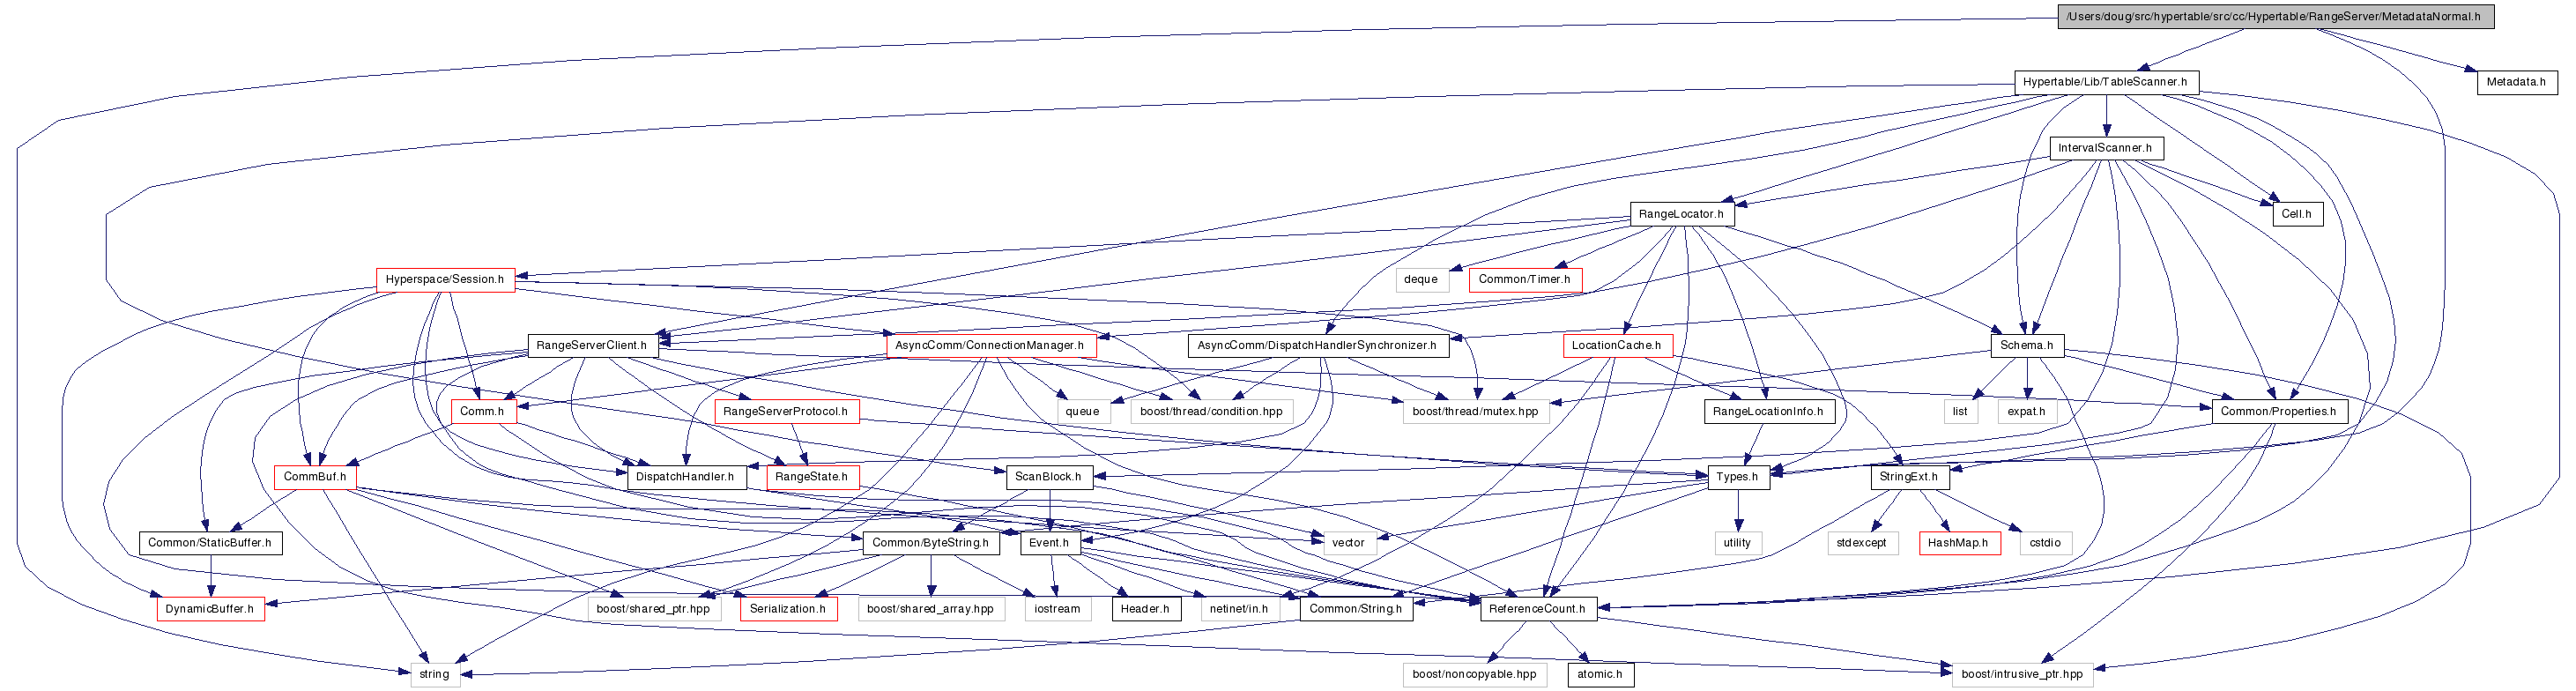 /Users/doug/src/hypertable/src/cc/Hypertable/RangeServer/MetadataNormal.h
Hypertable/Lib/TableScanner.h
Metadata.h
IntervalScanner.h
RangeLocator.h
Cell.h
Hyperspace/Session.h
deque
Common/Timer.h
RangeServerClient.h
AsyncComm/ConnectionManager.h
AsyncComm/DispatchHandlerSynchronizer.h
LocationCache.h
Schema.h
Comm.h
RangeServerProtocol.h
queue
boost/thread/condition.hpp
boost/thread/mutex.hpp
RangeLocationInfo.h
list
expat.h
Common/Properties.h
CommBuf.h
DispatchHandler.h
RangeState.h
ScanBlock.h
Types.h
StringExt.h
Common/StaticBuffer.h
Common/ByteString.h
Event.h
vector
utility
stdexcept
HashMap.h
cstdio
DynamicBuffer.h
boost/shared_ptr.hpp
Serialization.h
boost/shared_array.hpp
iostream
Header.h
netinet/in.h
Common/String.h
ReferenceCount.h
string
boost/noncopyable.hpp
atomic.h
boost/intrusive_ptr.hpp